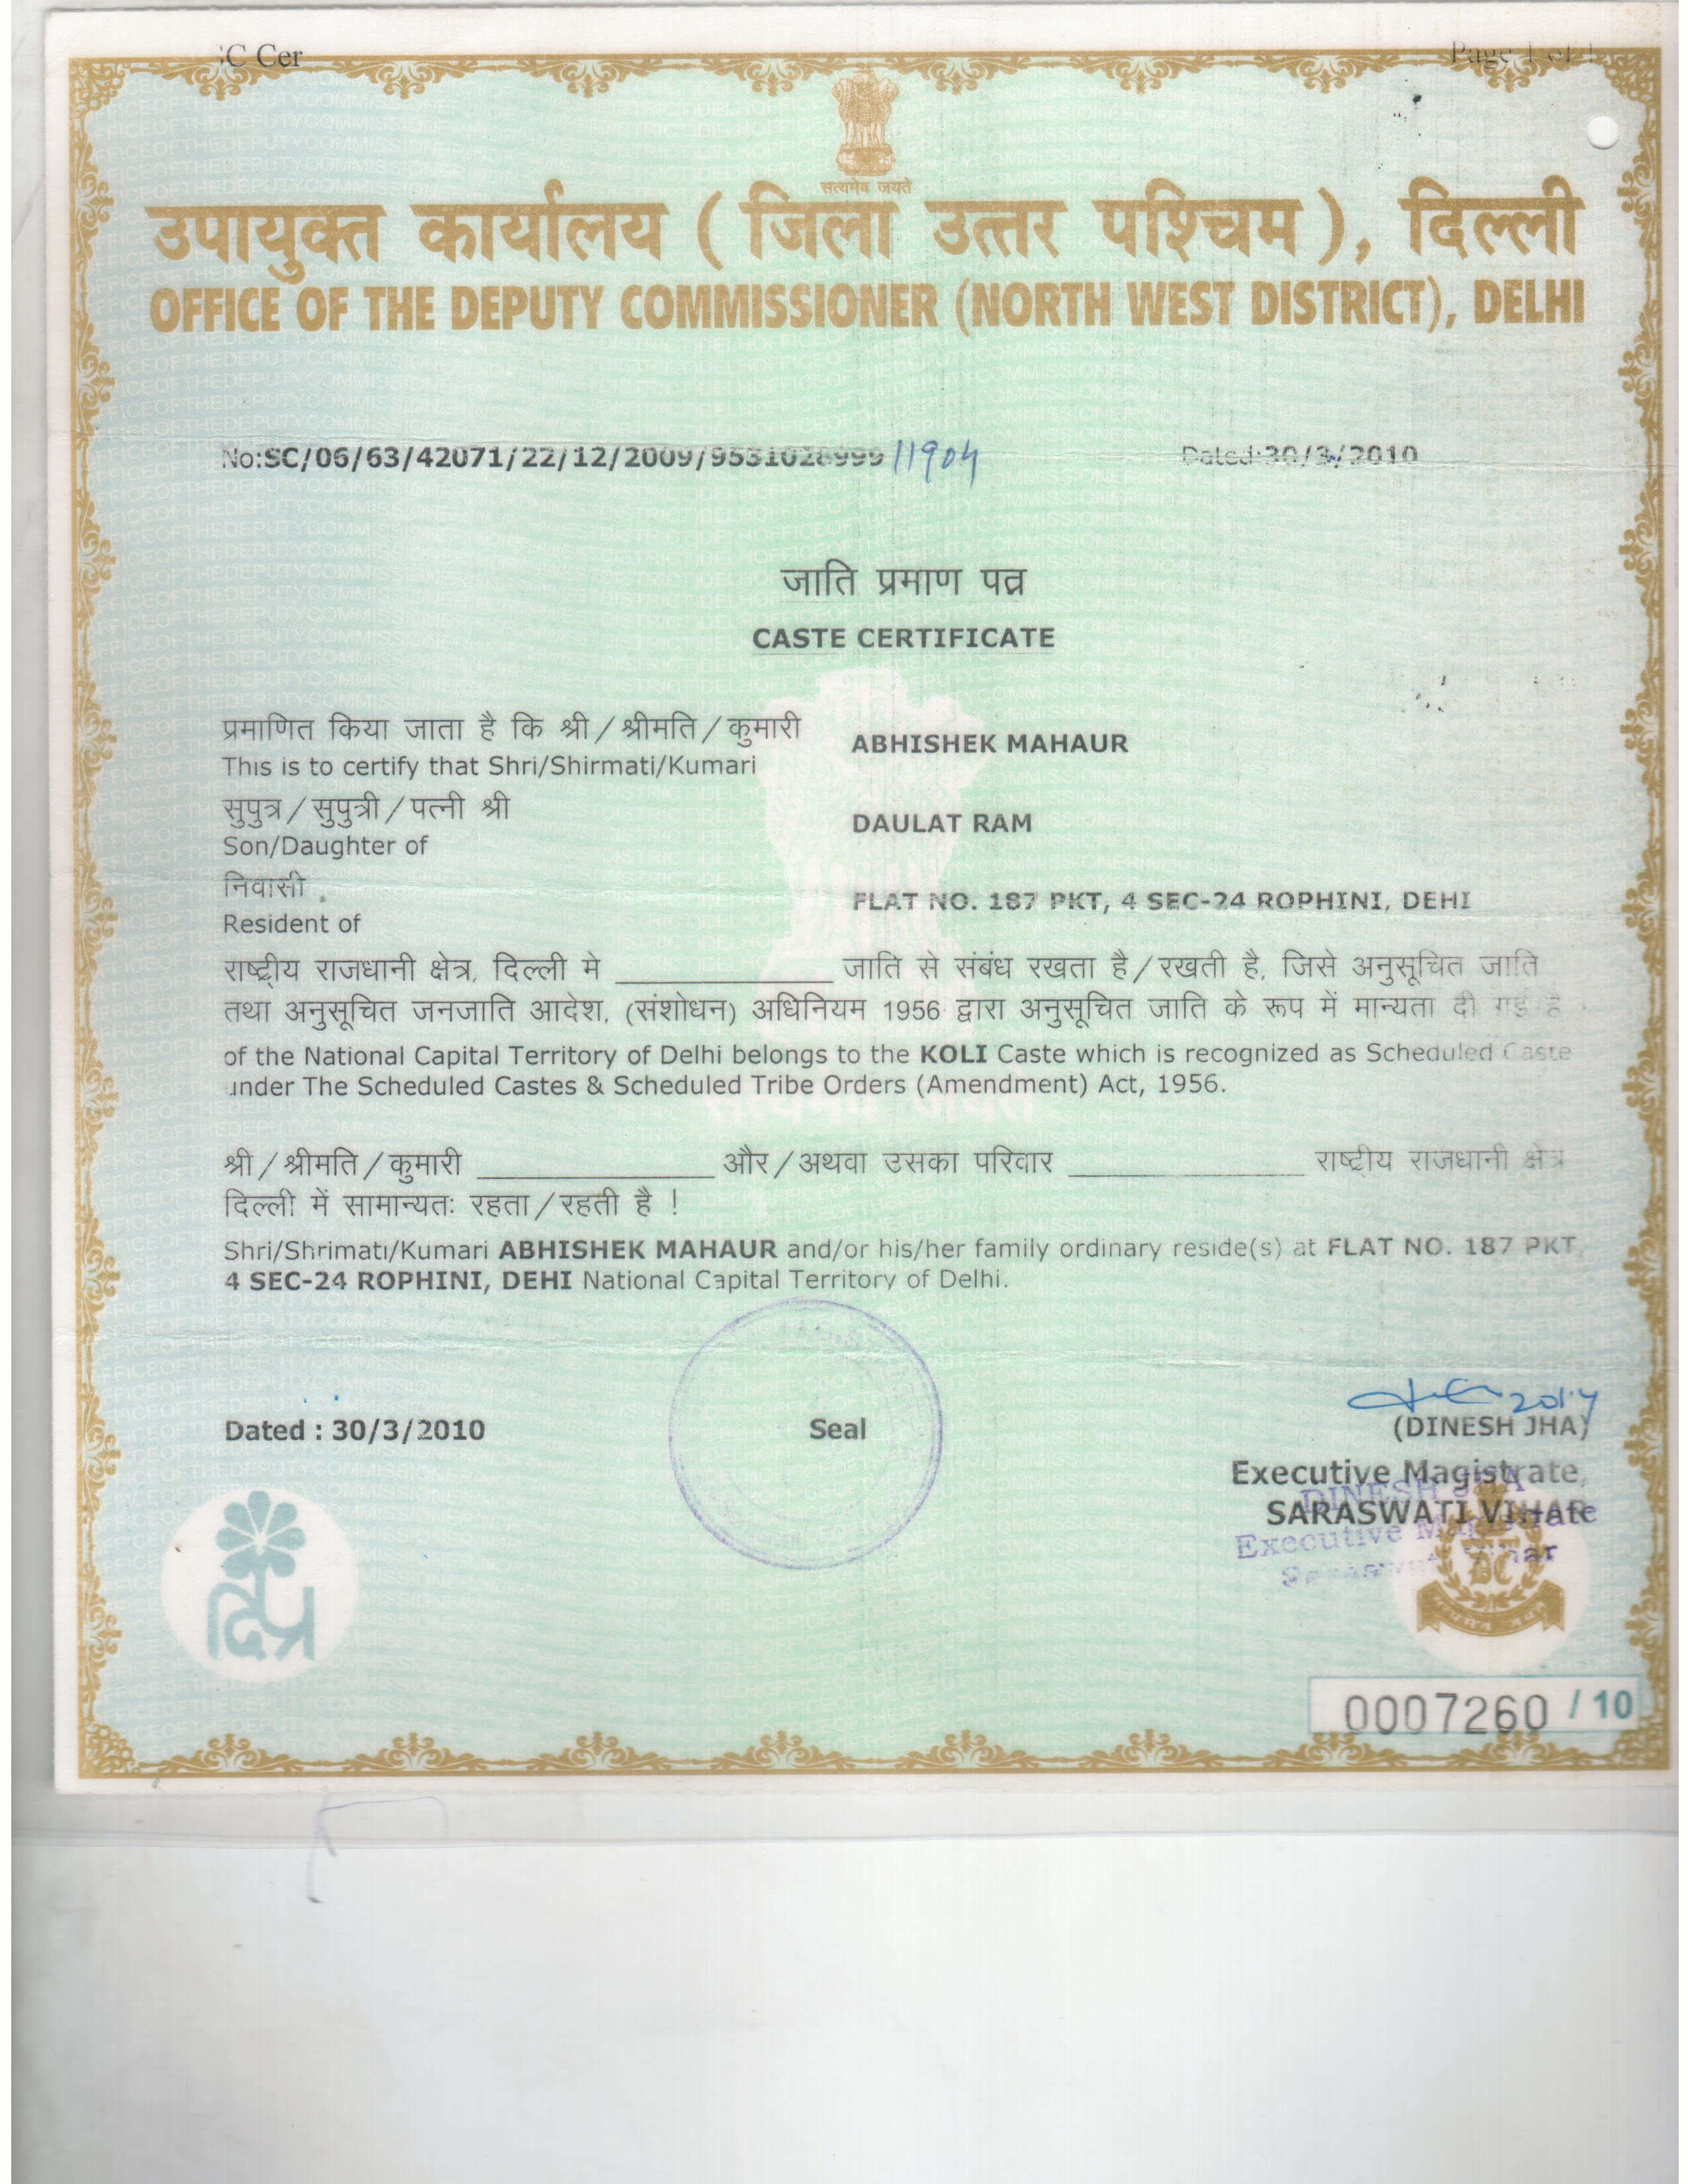 Page 1 of 1
सत्यमेव जयते
उपायुक्त कार्यालय ( जिला उत्तर पश्चिम ), दिल्ली
OFFICE OF THE DEPUTY COMMISSIONER (NORTH WEST DISTRICT), DELHI
No:SC/06/63/42071/22/12/2009/9531028999/11904 Dated:30/3/2010
जाति प्रमाण पत्र
CASTE CERTIFICATE
प्रमाणित किया जाता है कि श्री/श्रीमति/कुमारी
This is to certify that Shri/Shirmati/Kumari ABHISHEK MAHAUR
सुपुत्र/सुपुत्री/पत्नी श्री
Son/Daughter of DAULAT RAM
निवासी
Resident of FLAT NO. 187 PKT, 4 SEC-24 ROPHINI, DEHI
राष्ट्रीय राजधानी क्षेत्र, दिल्ली मे ____________ जाति से संबंध रखता है/रखती है, जिसे अनुसूचित जाति
तथा अनुसूचित जनजाति आदेश, (संशोधन) अधिनियम 1956 द्वारा अनुसूचित जाति के रूप में मान्यता दी गई है
of the National Capital Territory of Delhi belongs to the KOLI Caste which is recognized as Scheduled Caste
under The Scheduled Castes & Scheduled Tribe Orders (Amendment) Act, 1956.
श्री/श्रीमति/कुमारी ____________ और/अथवा उसका परिवार ____________ राष्टीय राजधानी क्षेत्र
दिल्ली में सामान्यतः रहता/रहती है !
Shri/Shrimati/Kumari ABHISHEK MAHAUR and/or his/her family ordinary reside(s) at FLAT NO. 187 PKT,
4 SEC-24 ROPHINI, DEHI National Capital Territory of Delhi.
Dated : 30/3/2010 Seal
(DINESH JHA)
Executive Magistrate,
SARASWATI VIHAR
DINESH JHA
Executive Magistrate
Saraswati Vihar
दिप्र
DC
0007260 / 10